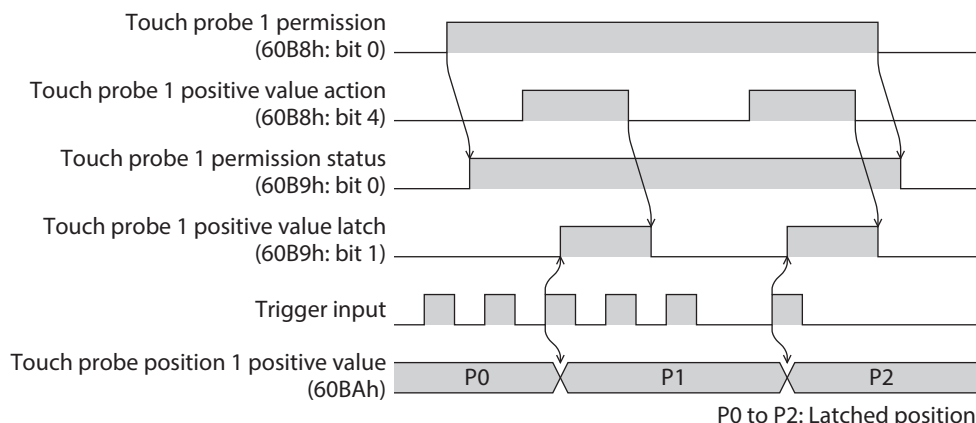 Touch probe 1 permission
(60B8h: bit 0)
Touch probe 1 positive value action
(60B8h: bit 4)
Touch probe 1 permission status
(60B9h: bit 0)
Touch probe 1 positive value latch
(60B9h: bit 1)
Trigger input
Touch probe position 1 positive value
(60BAh)
P0 P1 P2
P0 to P2: Latched position